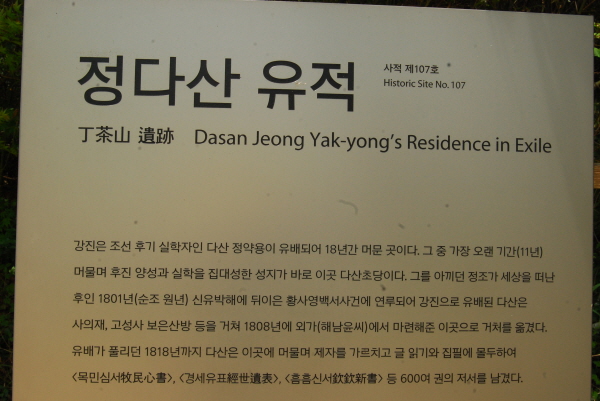 정다산 유적
사적 제107호
Historic Site No. 107
丁茶山 遺跡 Dasan Jeong Yak-yong's Residence in Exile
강진은 조선 후기 실학자인 다산 정약용이 유배되어 18년간 머문 곳이다. 그 중 가장 오랜 기간(11년)
머물며 후진 양성과 실학을 집대성한 성지가 바로 이곳 다산초당이다. 그를 아끼던 정조가 세상을 떠난
후인 1801년(순조 원년) 신유박해에 뒤이은 황사영백서사건에 연루되어 강진으로 유배된 다산은
사의재, 고성사 보은산방 등을 거쳐 1808년에 외가(해남윤씨)에서 마련해준 이곳으로 거처를 옮겼다.
유배가 풀리던 1818년까지 다산은 이곳에 머물며 제자를 가르치고 글 읽기와 집필에 몰두하여
<목민심서牧民心書>, <경세유표經世遺表>, <흠흠신서欽欽新書> 등 600여 권의 저서를 남겼다.